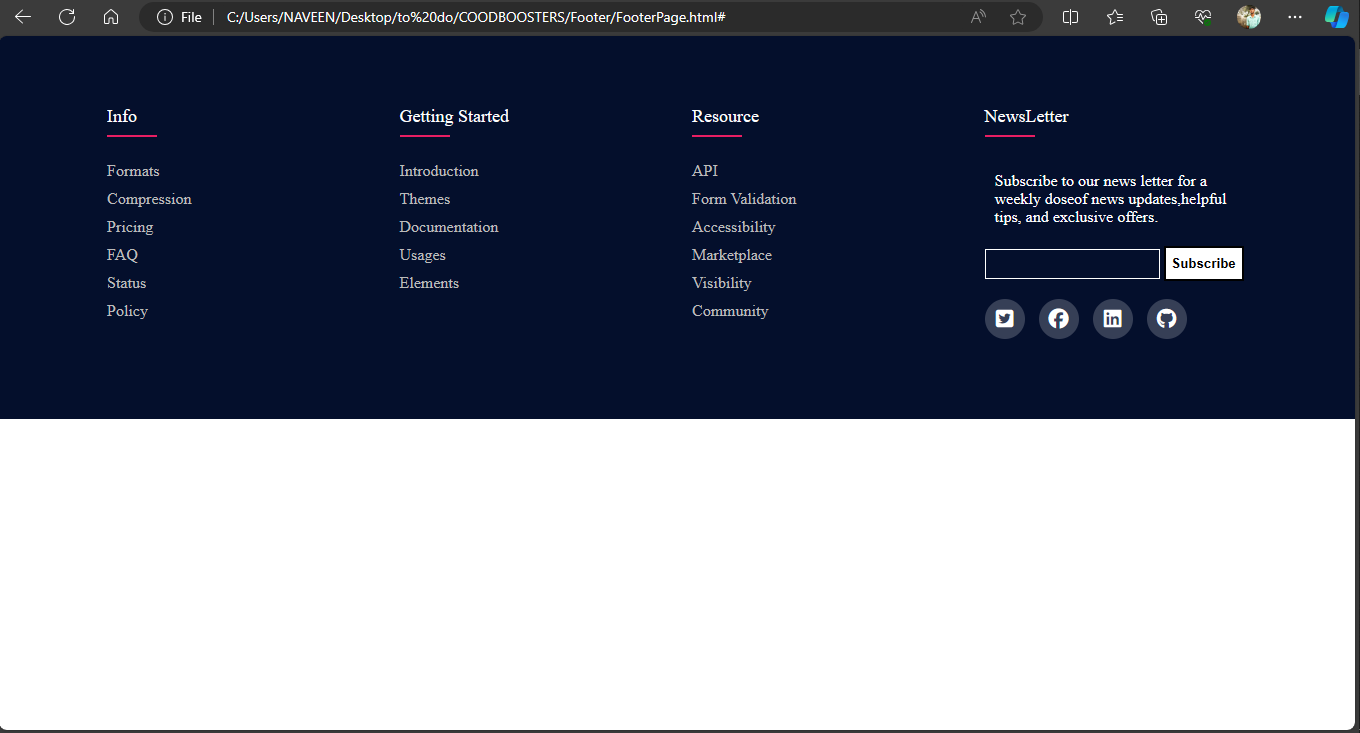 File
C:/Users/NAVEEN/Desktop/to%20do/COODBOOSTERS/Footer/FooterPage.html#
Info
Formats
Compression
Pricing
FAQ
Status
Policy
Getting Started
Introduction
Themes
Documentation
Usages
Elements
Resource
API
Form Validation
Accessibility
Marketplace
Visibility
Community
NewsLetter
Subscribe to our news letter for a
weekly doseof news updates,helpful
tips, and exclusive offers.
Subscribe